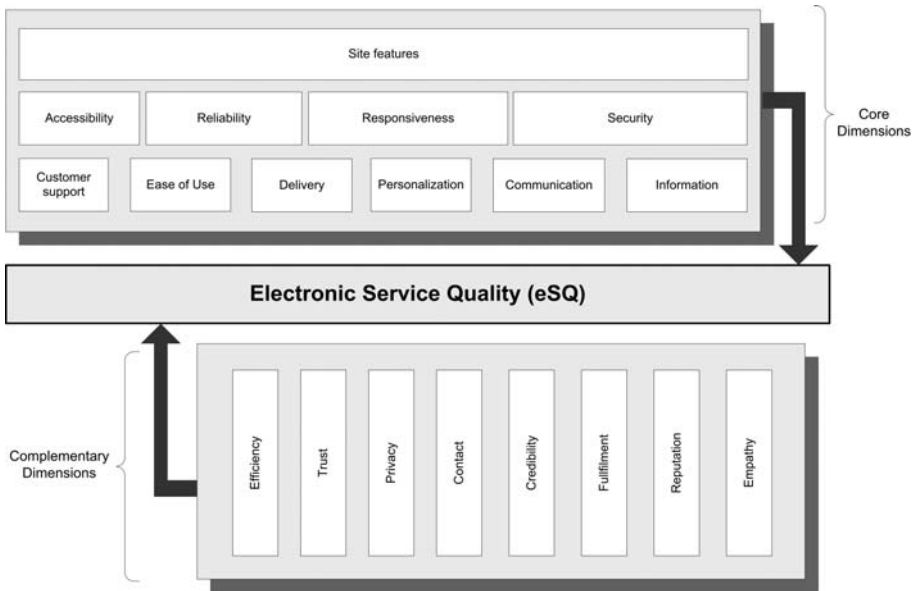 Site features
Accessibility
Reliability
Responsiveness
Security
Core
Dimensions
Customer
support
Ease of Use
Delivery
Personalization
Communication
Information
Electronic Service Quality (eSQ)
Complementary
Dimensions
Efficiency
Trust
Privacy
Contact
Credibility
Fullfilment
Reputation
Empathy